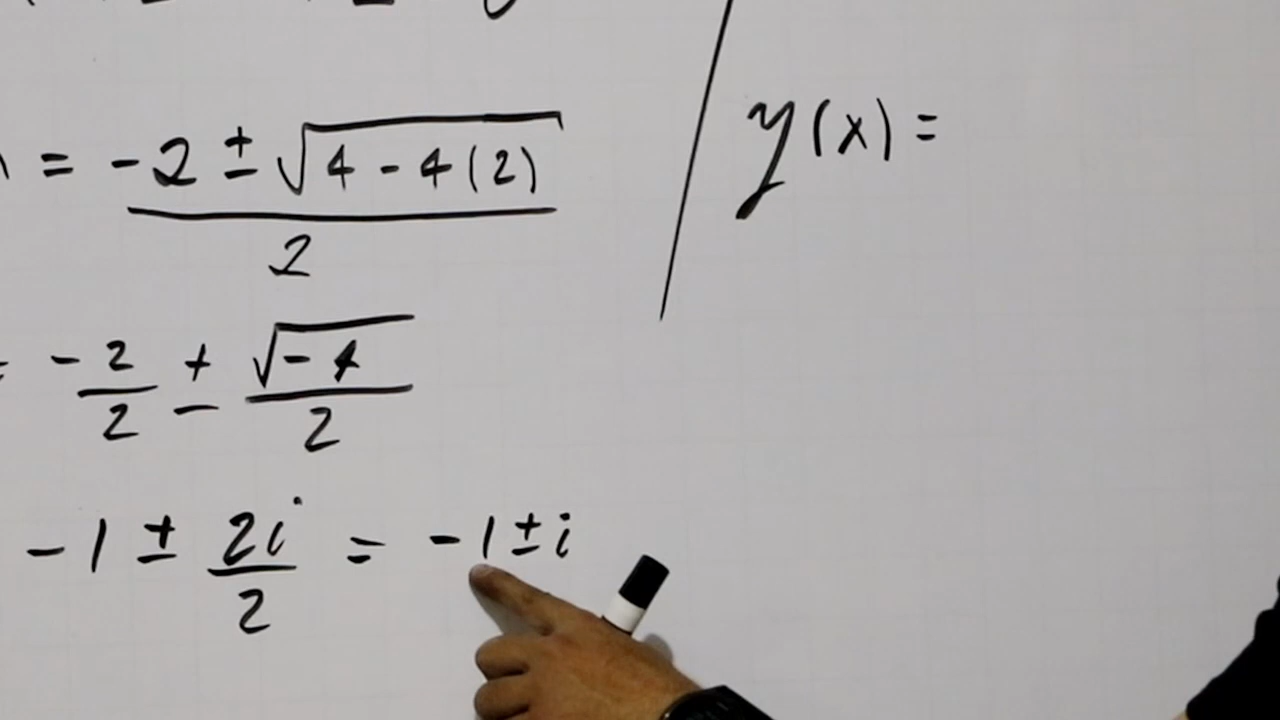 = -2 ± √(4 - 4(2)) / 2
= -2/2 ± √(-4) / 2
-1 ± 2i/2 = -1 ± i
y(x) =